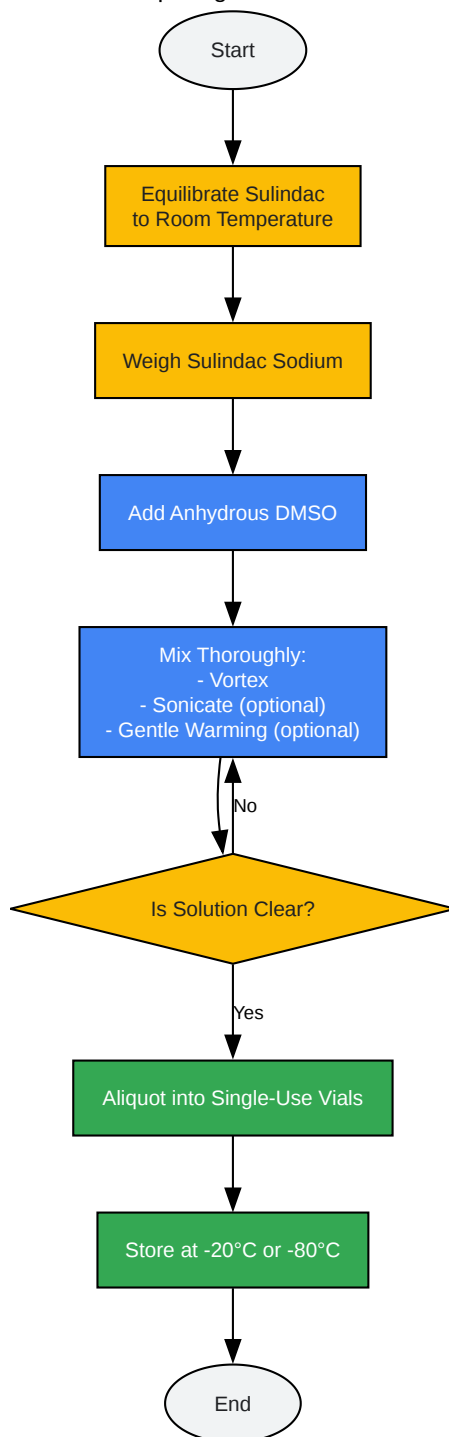 Start
Equilibrate Sulindac
to Room Temperature
Weigh Sulindac Sodium
Add Anhydrous DMSO
Mix Thoroughly:
- Vortex
- Sonicate (optional)
- Gentle Warming (optional)
No
Is Solution Clear?
Yes
Aliquot into Single-Use Vials
Store at -20°C or -80°C
End